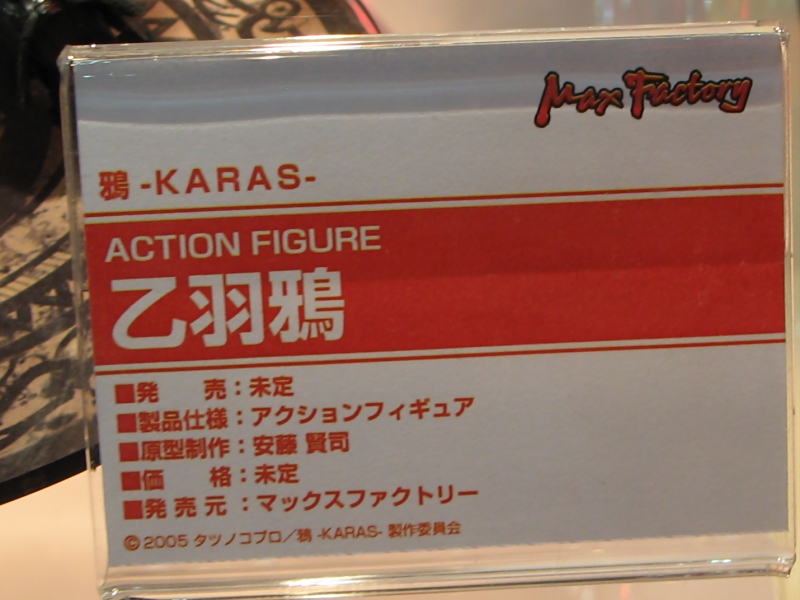 Max Factory
鴉-KARAS-
ACTION FIGURE
乙羽鴉
■発　売：未定
■製品仕様：アクションフィギュア
■原型制作：安藤 賢司
■価　格：未定
■発売元：マックスファクトリー
©2005 タツノコプロ／鴉-KARAS- 製作委員会